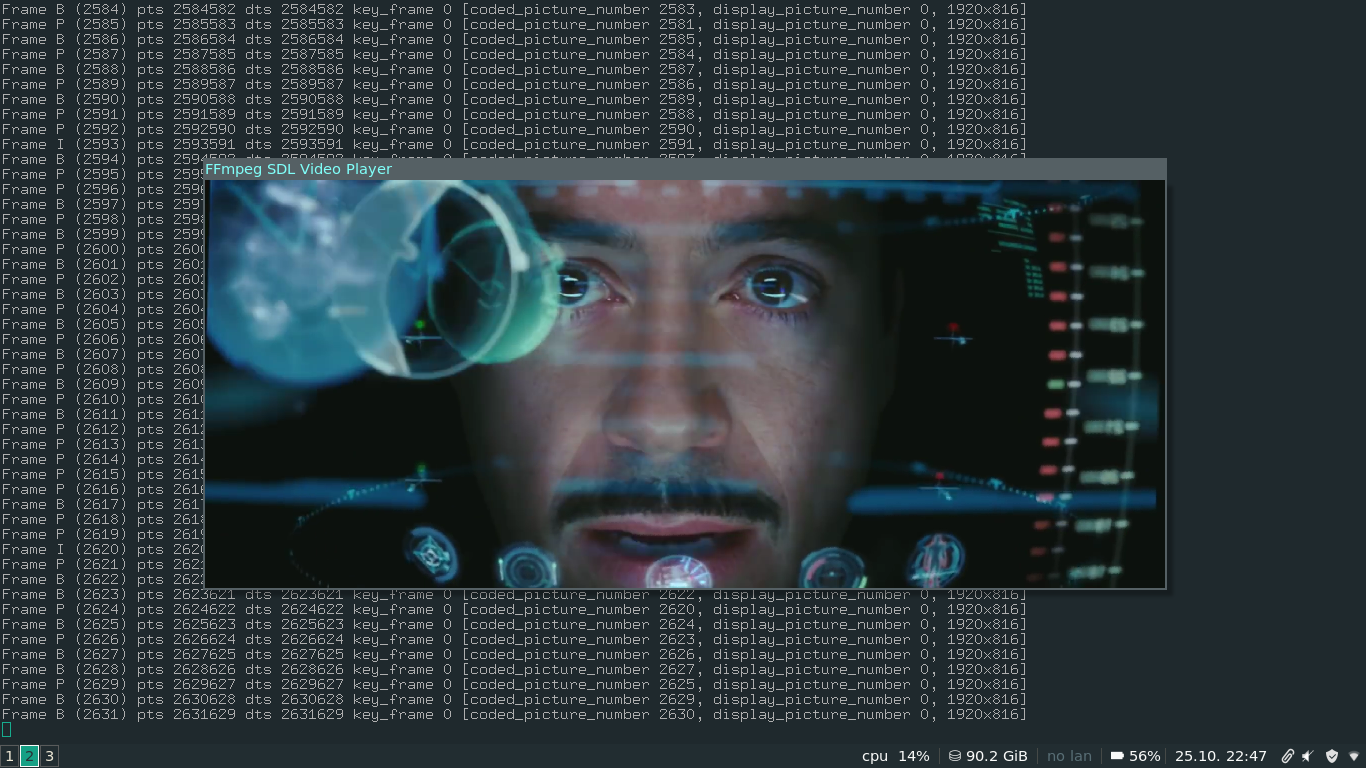 Frame B (2584) pts 2584582 dts 2584582 key_frame 0 [coded_picture_number 2583, display_picture_number 0, 1920x816]
Frame P (2585) pts 2585583 dts 2585583 key_frame 0 [coded_picture_number 2581, display_picture_number 0, 1920x816]
Frame B (2586) pts 2586584 dts 2586584 key_frame 0 [coded_picture_number 2585, display_picture_number 0, 1920x816]
Frame P (2587) pts 2587585 dts 2587585 key_frame 0 [coded_picture_number 2584, display_picture_number 0, 1920x816]
Frame B (2588) pts 2588586 dts 2588586 key_frame 0 [coded_picture_number 2587, display_picture_number 0, 1920x816]
Frame P (2589) pts 2589587 dts 2589587 key_frame 0 [coded_picture_number 2586, display_picture_number 0, 1920x816]
Frame B (2590) pts 2590588 dts 2590588 key_frame 0 [coded_picture_number 2589, display_picture_number 0, 1920x816]
Frame P (2591) pts 2591589 dts 2591589 key_frame 0 [coded_picture_number 2588, display_picture_number 0, 1920x816]
Frame P (2592) pts 2592590 dts 2592590 key_frame 0 [coded_picture_number 2590, display_picture_number 0, 1920x816]
Frame I (2593) pts 2593591 dts 2593591 key_frame 0 [coded_picture_number 2591, display_picture_number 0, 1920x816]
Frame B (2594) pts
FFmpeg SDL Video Player
Frame P (2595) pts
Frame P (2596) pts
Frame B (2597) pts
Frame P (2598) pts
Frame B (2599) pts
Frame P (2600) pts
Frame B (2601) pts
Frame P (2602) pts
Frame B (2603) pts
Frame P (2604) pts
Frame B (2605) pts
Frame P (2606) pts
Frame B (2607) pts
Frame P (2608) pts
Frame B (2609) pts
Frame P (2610) pts
Frame B (2611) pts
Frame P (2612) pts
Frame P (2613) pts
Frame P (2614) pts
Frame P (2615) pts
Frame P (2616) pts
Frame B (2617) pts
Frame P (2618) pts
Frame P (2619) pts
Frame I (2620) pts
Frame P (2621) pts
Frame B (2622) pts
Frame B (2623) pts 2623621 dts 2623621 key_frame 0 [coded_picture_number 2622, display_picture_number 0, 1920x816]
Frame P (2624) pts 2624622 dts 2624622 key_frame 0 [coded_picture_number 2620, display_picture_number 0, 1920x816]
Frame B (2625) pts 2625623 dts 2625623 key_frame 0 [coded_picture_number 2624, display_picture_number 0, 1920x816]
Frame P (2626) pts 2626624 dts 2626624 key_frame 0 [coded_picture_number 2623, display_picture_number 0, 1920x816]
Frame B (2627) pts 2627625 dts 2627625 key_frame 0 [coded_picture_number 2626, display_picture_number 0, 1920x816]
Frame B (2628) pts 2628626 dts 2628626 key_frame 0 [coded_picture_number 2627, display_picture_number 0, 1920x816]
Frame P (2629) pts 2629627 dts 2629627 key_frame 0 [coded_picture_number 2625, display_picture_number 0, 1920x816]
Frame B (2630) pts 2630628 dts 2630628 key_frame 0 [coded_picture_number 2629, display_picture_number 0, 1920x816]
Frame B (2631) pts 2631629 dts 2631629 key_frame 0 [coded_picture_number 2630, display_picture_number 0, 1920x816]
1 2 3 cpu 14% 90.2 GiB no lan 56% 25.10. 22:47